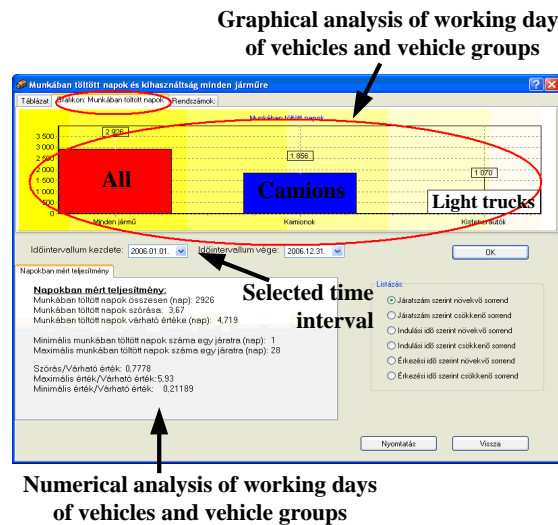 Graphical analysis of working day
of vehicles and vehicle groups
Munkában töltött napok és kihasználtság minden járműre
Táblázat Grafikon: Munkában töltött napok Rendszámok:
Munkában töltött napok
3 500
3 000
2 500
2 000
1 500
1 000
500
0
2 926
1 856
1 070
All
Camions
Light trucks
Minden jármű
Kamionok
Kisteherautók
Időintervallum kezdete: 2006.01.01. Időintervallum vége: 2006.12.31. OK
Napokban mért teljesítmény
Selected time
interval
Napokban mért teljesítmény:
Munkában töltött napok összesen (nap): 2926
Munkában töltött napok szórása: 3,67
Munkában töltött napok várható értéke (nap): 4,719
Minimális munkában töltött napok száma egy járatra (nap): 1
Maximális munkában töltött napok száma egy járatra (nap): 28
Szórás/Várható érték: 0,7778
Maximális érték/Várható érték: 5,93
Minimális érték/Várható érték: 0,21189
Listázás:
Járatszám szerint növekvő sorrend
Járatszám szerint csökkenő sorrend
Indulási idő szerint növekvő sorrend
Indulási idő szerint csökkenő sorrend
Érkezési idő szerint növekvő sorrend
Érkezési idő szerint csökkenő sorrend
Nyomtatás Vissza
Numerical analysis of working days
of vehicles and vehicle groups